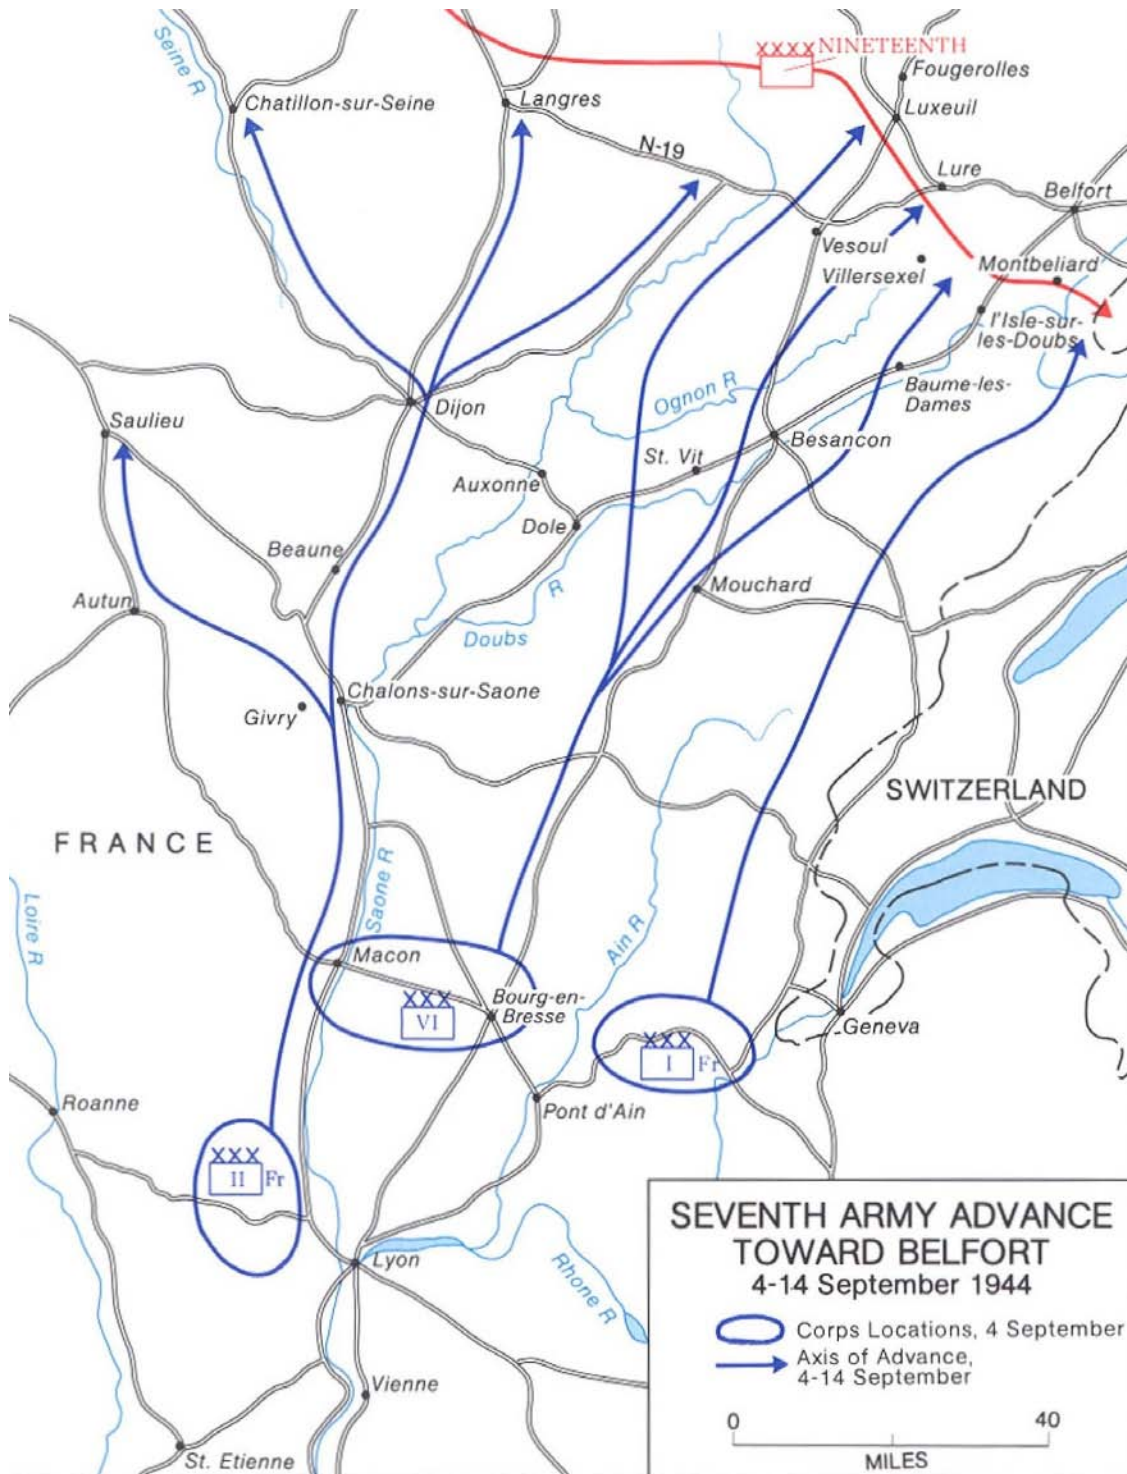 XXXX NINETEENTH
Seine R
Fougerolles
Chatillon-sur-Seine
Langres
Luxeuil
N-19
Lure
Belfort
Vesoul
Villersexel
Montbeliard
l'Isle-sur-
les-Doubs
Ognon R
Baume-les-
Dames
Dijon
Saulieu
Besancon
St. Vit
Auxonne
Dole
Beaune
Autun
Mouchard
Doubs
R
Chalons-sur-Saone
Givry
SWITZERLAND
FRANCE
Saone R
Loire R
Ain R
Macon
XXX
VI
Bourg-en-
Bresse
Geneva
XXX
I Fr
Roanne
Pont d'Ain
XXX
II Fr
Lyon
Rhone R
Vienne
St. Etienne
SEVENTH ARMY ADVANCE
TOWARD BELFORT
4-14 September 1944
Corps Locations, 4 September
Axis of Advance,
4-14 September
0 40
MILES